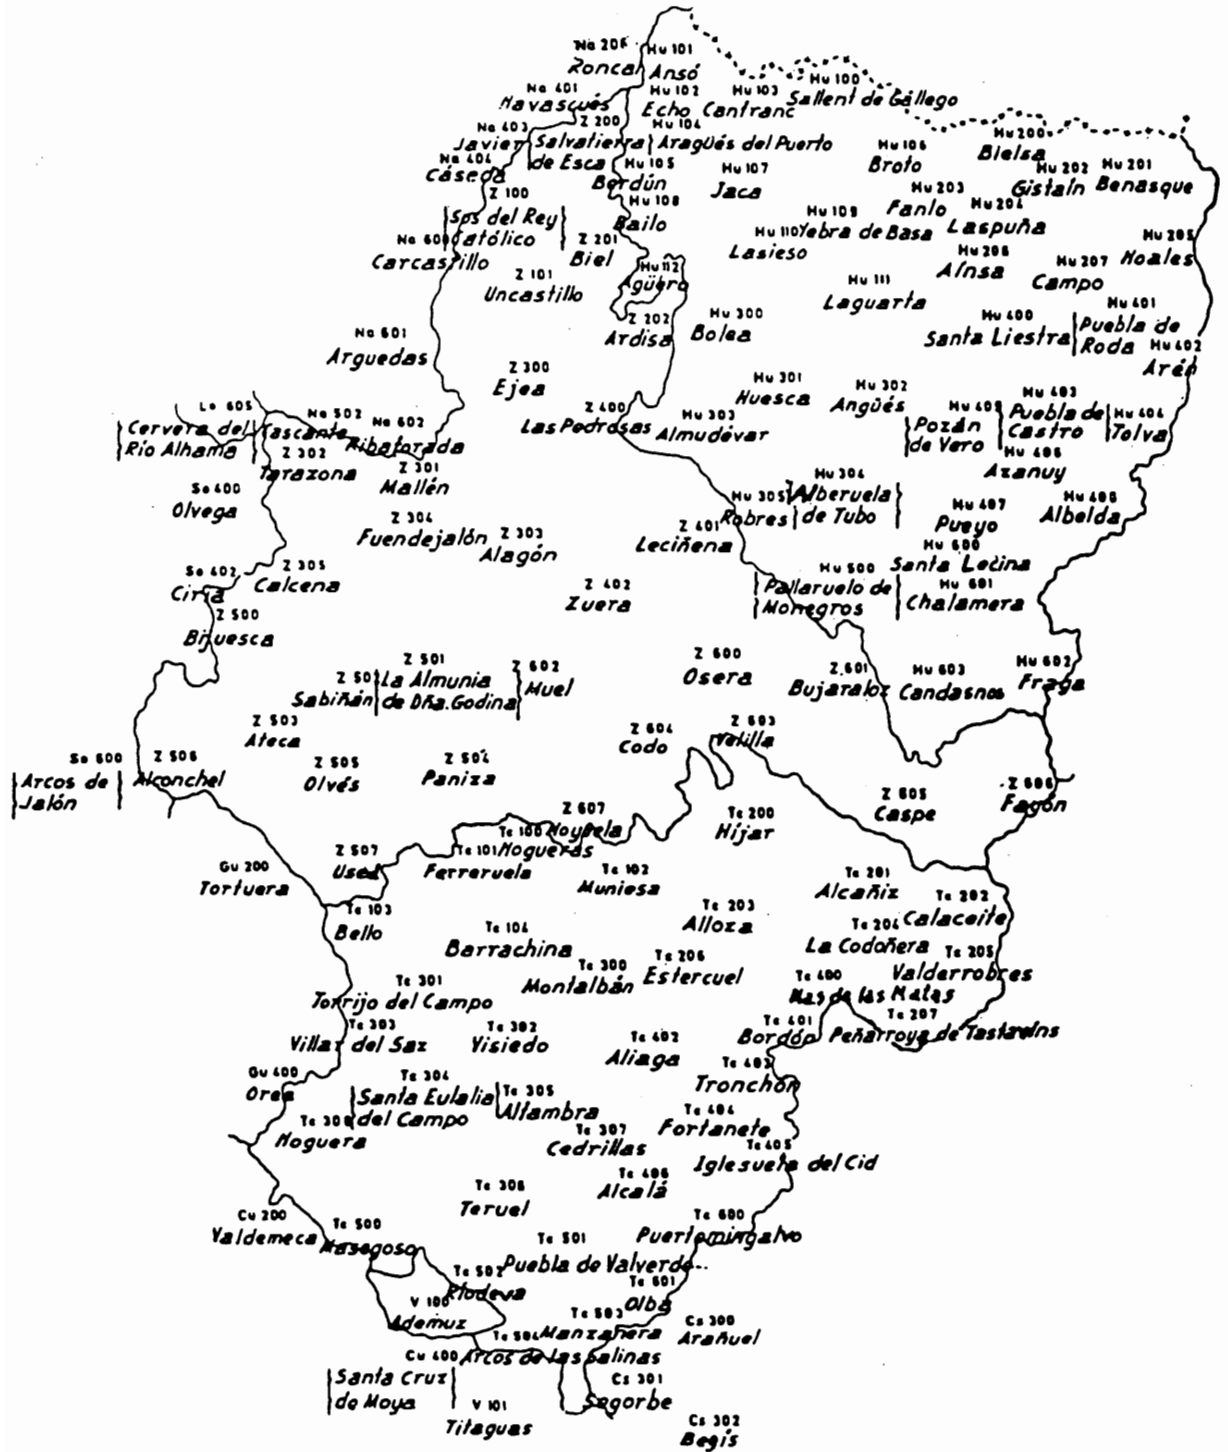 Na 206
Roncal
Hu 101
Ansó
Hu 100
Sallent de Gállego
Na 401
Navascués
Hu 102
Echo
Hu 103
Canfranc
Na 403
Javier
Z 200
Salvatierra
de Esca
Hu 104
Aragüés del Puerto
Hu 106
Broto
Hu 200
Bielsa
Na 404
Cáseda
Hu 105
Berdún
Hu 107
Jaca
Hu 202
Gistaín
Hu 201
Benasque
Z 100
Sos del Rey
Católico
Hu 108
Bailo
Hu 203
Fanlo
Hu 204
Laspuña
Hu 109
Yebra de Basa
Na 600
Carcastillo
Z 201
Biel
Hu 110
Lasieso
Hu 205
Noales
Hu 206
Aínsa
Hu 207
Campo
Z 101
Uncastillo
Hu 112
Agüero
Hu 111
Laguarta
Z 202
Ardisa
Hu 300
Bolea
Hu 400
Santa Liestra
Hu 401
Puebla de
Roda
Na 601
Arguedas
Hu 402
Arén
Z 300
Ejea
Hu 301
Huesca
Hu 302
Angüés
Lo 605
Cervera del
Río Alhama
Na 502
Cascante
Na 602
Ribaforada
Z 400
Las Pedrosas
Hu 303
Almudévar
Hu 405
Pozán
de Vero
Hu 403
Puebla de
Castro
Hu 404
Tolva
Z 302
Tarazona
Z 301
Mallén
Hu 406
Azanuy
So 400
Olvega
Hu 305
Robres
Hu 304
Alberuela
de Tubo
Hu 407
Pueyo
Hu 408
Albelda
Z 304
Fuendejalón
Z 303
Alagón
Z 401
Leciñena
Hu 600
Santa Lecina
So 402
Ciria
Z 305
Calcena
Z 402
Zuera
Hu 500
Pallaruelo de
Monegros
Hu 601
Chalamera
Z 500
Bijuesca
Z 501
La Almunia
de Dña. Godina
Z 50
Sabiñán
Z 602
Muel
Z 600
Osera
Z 601
Bujaraloz
Hu 603
Candasnos
Hu 602
Fraga
Z 503
Ateca
Z 604
Codo
Z 603
Velilla
So 600
Arcos de
Jalón
Z 506
Alconchel
Z 505
Olvés
Z 504
Paniza
Z 605
Caspe
Z 606
Fayón
Z 607
Moyuela
Te 200
Híjar
Te 100
Nogueras
Gu 200
Tortuera
Z 507
Used
Te 101
Ferreruela
Te 102
Muniesa
Te 201
Alcañiz
Te 202
Calaceite
Te 103
Bello
Te 104
Barrachina
Te 203
Alloza
Te 204
La Codoñera
Te 205
Valderrobres
Te 301
Torrijo del Campo
Te 300
Montalbán
Te 206
Estercuel
Te 400
Mas de las Matas
Te 303
Villar del Saz
Te 302
Visiedo
Te 402
Aliaga
Te 401
Bordón
Te 207
Peñarroya de Tastavins
Gu 400
Orea
Te 304
Santa Eulalia
del Campo
Te 305
Alfambra
Te 403
Tronchón
Te 306
Noguera
Te 307
Cedrillas
Te 404
Fortanete
Te 405
Iglesuela del Cid
Te 308
Teruel
Te 406
Alcalá
Cu 200
Valdemeca
Te 500
Masegoso
Te 501
Puebla de Valverde
Te 600
Puertomingalvo
Te 502
Riodeva
Te 601
Olba
V 100
Ademuz
Te 503
Manzanera
Cs 300
Arañuel
Cu 400
Santa Cruz
de Moya
Te 504
Arcos de las Salinas
V 101
Titaguas
Cs 301
Segorbe
Cs 302
Begís